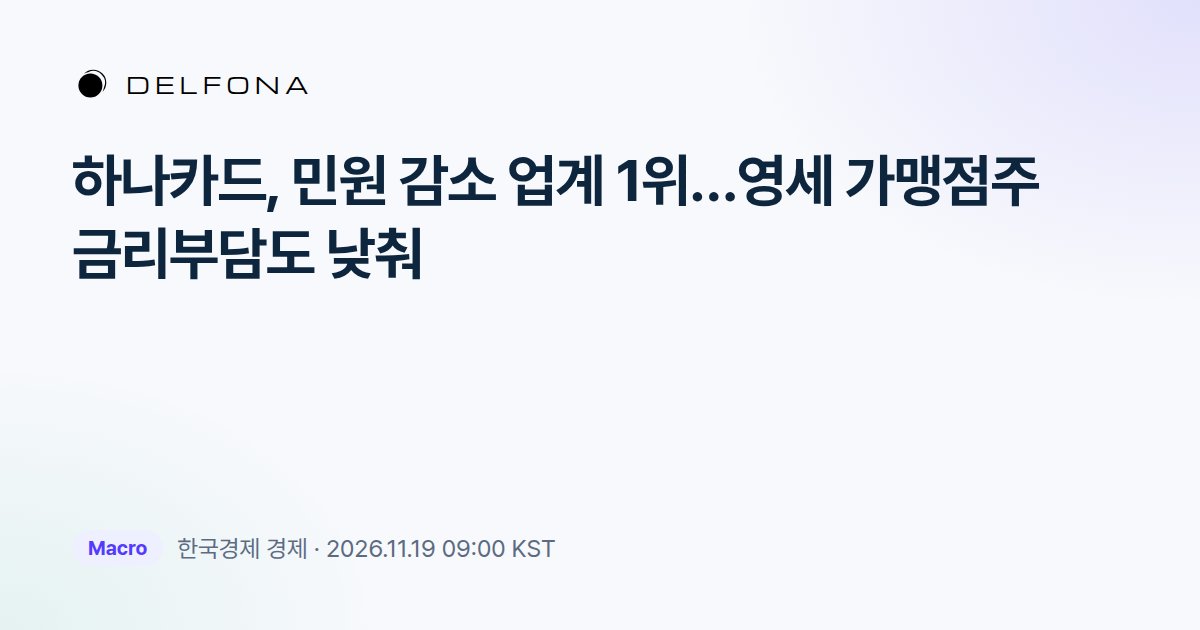 DELFONA
하나카드, 민원 감소 업계 1위…영세 가맹점주
금리부담도 낮춰
Macro 한국경제 경제 · 2026.11.19 09:00 KST